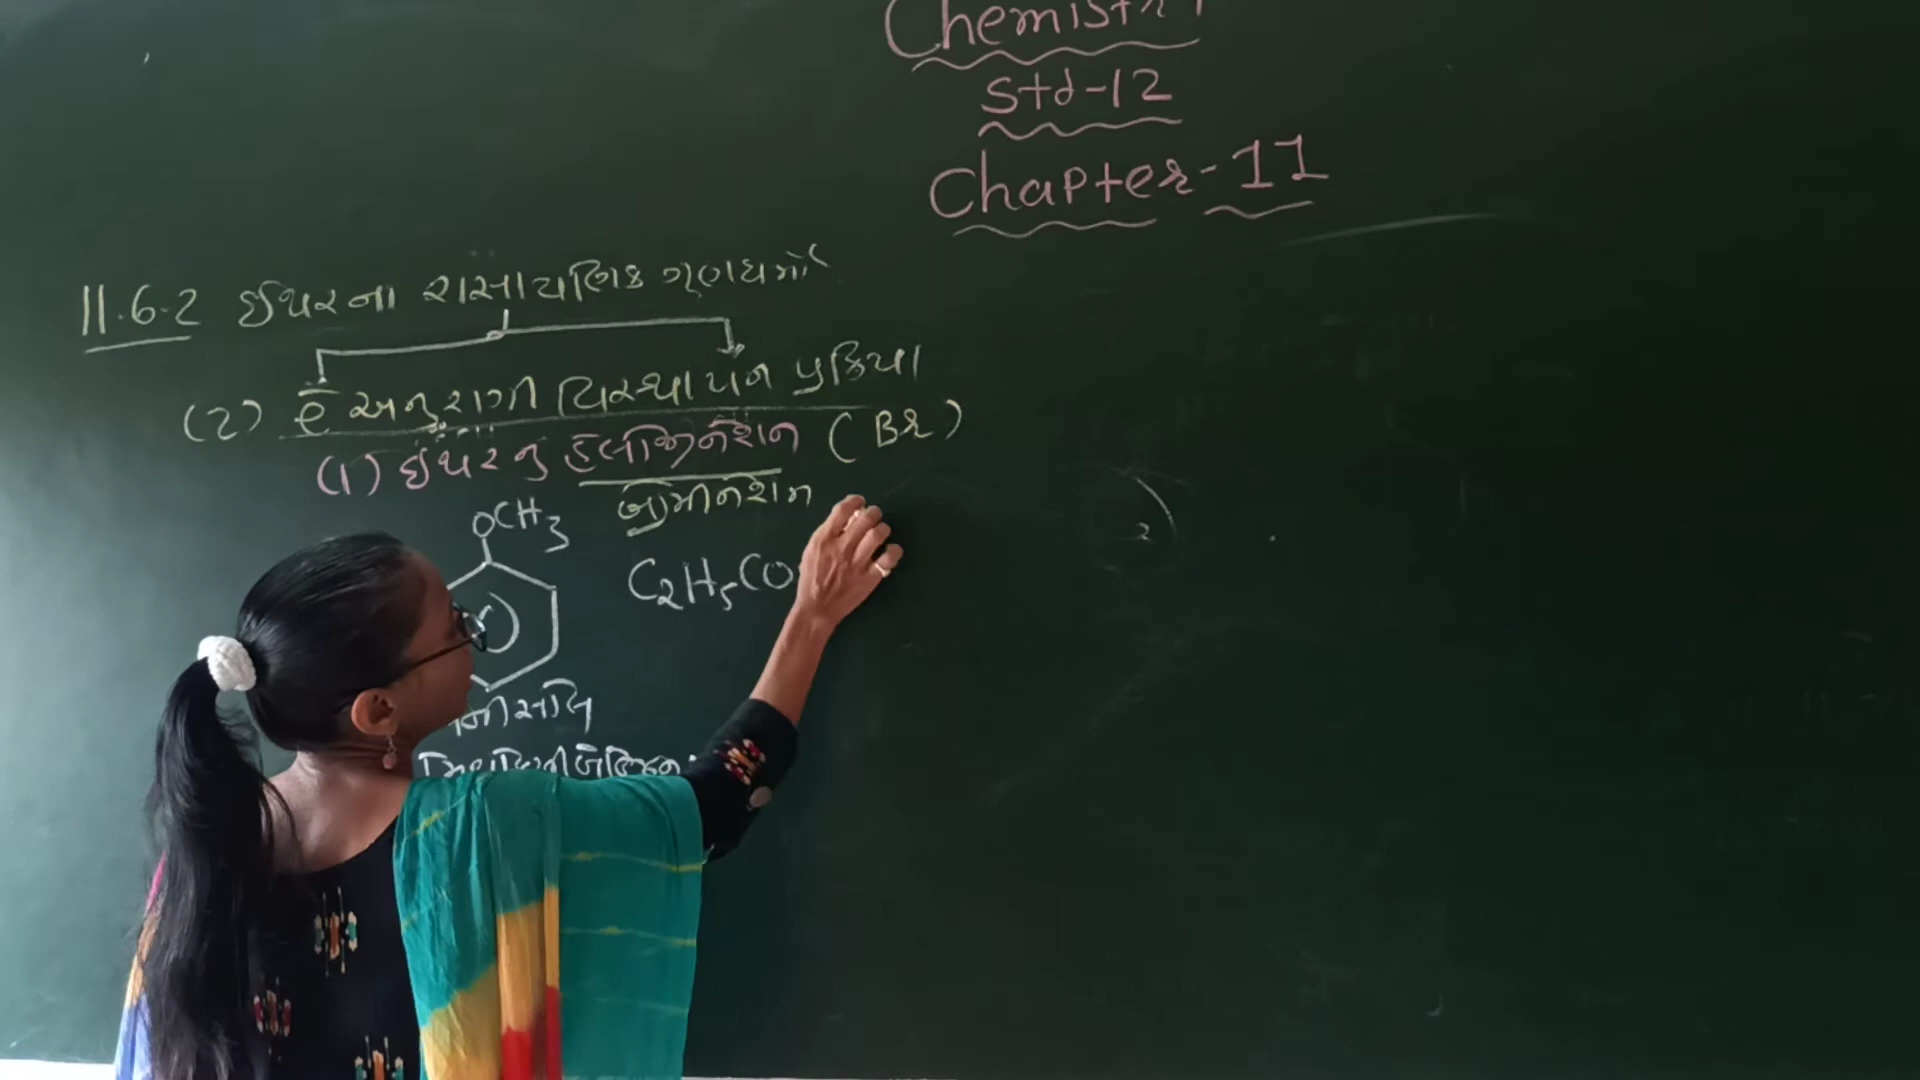 Chemistry
Std-12
Chapter-11
11.6.2 ઈથરના રાસાયણિક ગુણધર્મો
(2) ઈ અનુરાગી વિસ્થાપન પ્રક્રિયા
(1) ઈથરનુ હેલોજિનેશન (Br)
બ્રોમીનેશન
OCH3
C2H5CO